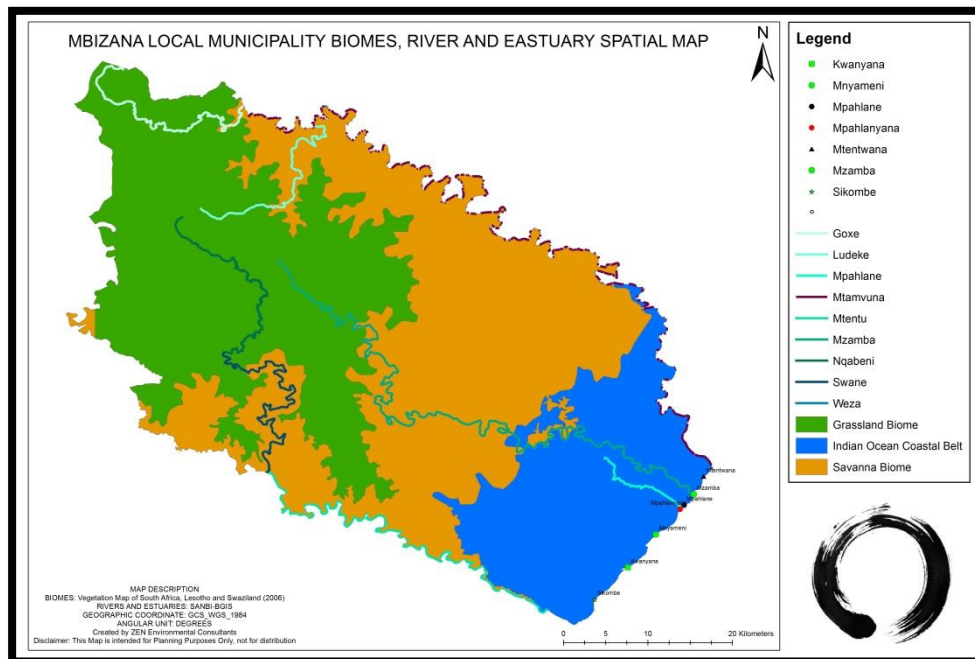 MBIZANA LOCAL MUNICIPALITY BIOMES, RIVER AND EASTUARY SPATIAL MAP
N
Legend
Kwanyana
Mnyameni
Mpahlane
Mpahlanyana
Mtentwana
Mzamba
Sikombe
Goxe
Ludeke
Mpahlane
Mtamvuna
Mtentu
Mzamba
Nqabeni
Swane
Weza
Grassland Biome
Indian Ocean Coastal Belt
Savanna Biome
Mtentwana
Mzamba
Mpahlane
Mpahlanyana
Mnyameni
Kwanyana
Sikombe
MAP DESCRIPTION
BIOMES: Vegetation Map of South Africa, Lesotho and Swaziland (2006)
RIVERS AND ESTUARIES: SANBI-BGIS
GEOGRAPHIC COORDINATE: GCS_WGS_1984
ANGULAR UNIT: DEGREES
Created by ZEN Environmental Consultants
Disclaimer: This Map is intended for Planning Purposes Only, not for distribution
0 5 10 20 Kilometers